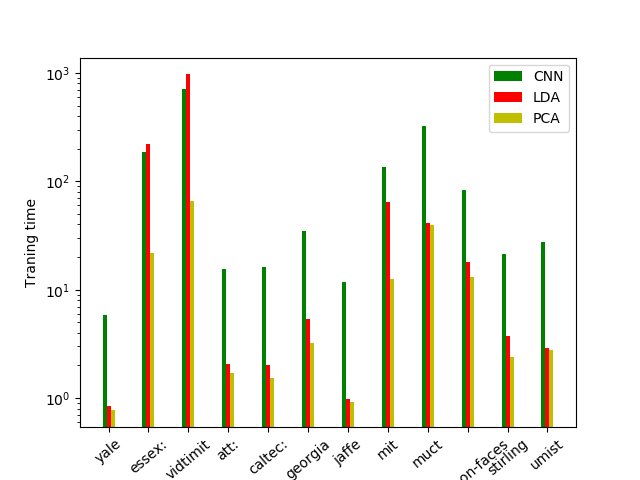 10³
10²
10¹
10⁰
Traning time
CNN
LDA
PCA
yale
essex:
vidtimit
att:
caltec:
georgia
jaffe
mit
muct
on-faces
stirling
umist